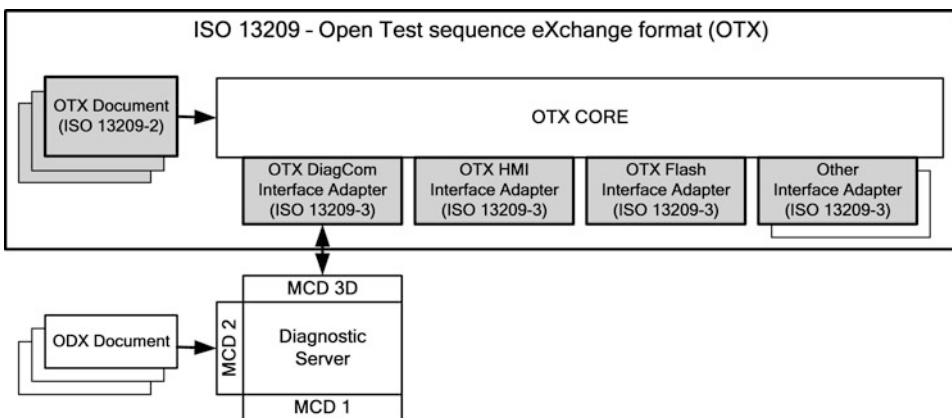 ISO 13209 - Open Test sequence eXchange format (OTX)
OTX Document
(ISO 13209-2)
OTX CORE
OTX DiagCom
Interface Adapter
(ISO 13209-3)
OTX HMI
Interface Adapter
(ISO 13209-3)
OTX Flash
Interface Adapter
(ISO 13209-3)
Other
Interface Adapter
(ISO 13209-3)
MCD 3D
ODX Document
MCD 2
Diagnostic
Server
MCD 1